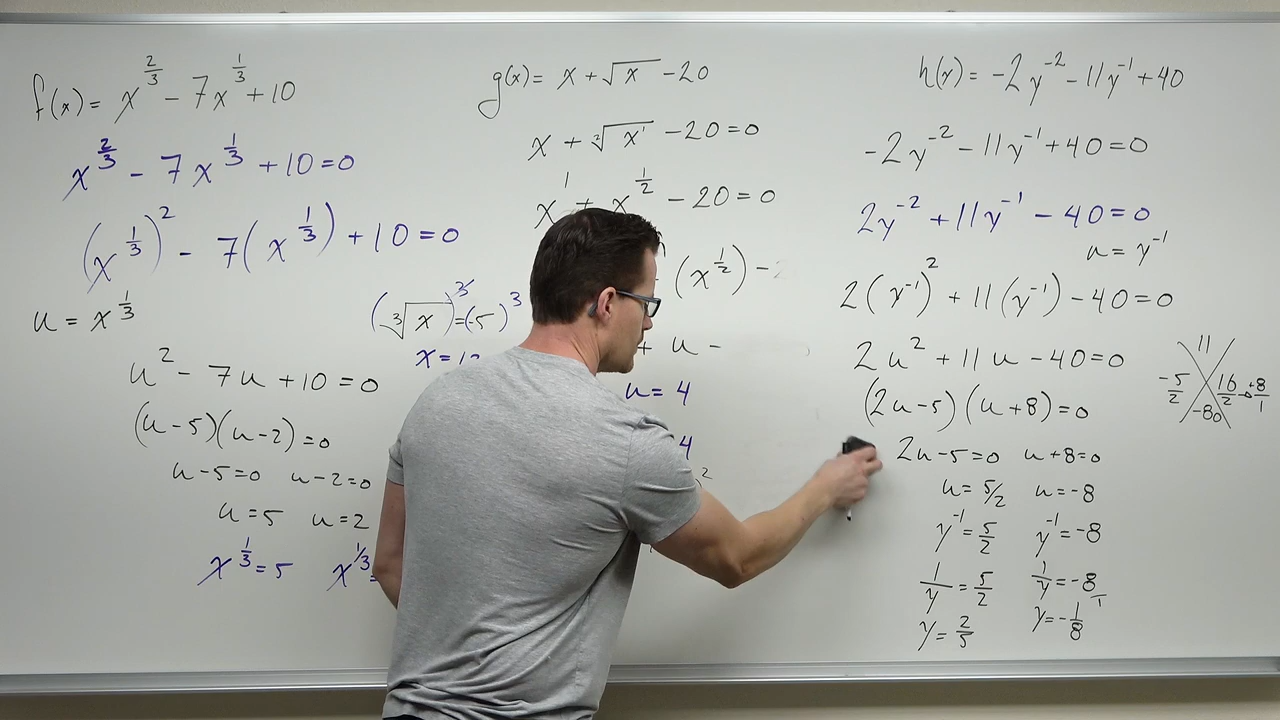 f(x) = x^{2/3} - 7x^{1/3} + 10
x^{2/3} - 7x^{1/3} + 10 = 0
(x^{1/3})^2 - 7(x^{1/3}) + 10 = 0
u = x^{1/3}
u^2 - 7u + 10 = 0
(u-5)(u-2) = 0
u-5=0 u-2=0
u=5 u=2
x^{1/3} = 5 x^{1/3}=
(∛x)^3 = (5)^3
g(x) = x + √x - 20
x + ²√x - 20 = 0
x^1 + x^{1/2} - 20 = 0
(x^{1/2}) -
+ u -
u = 4
4
2
h(y) = -2y^{-2} - 11y^{-1} + 40
-2y^{-2} - 11y^{-1} + 40 = 0
2y^{-2} + 11y^{-1} - 40 = 0
u = y^{-1}
2(y^{-1})^2 + 11(y^{-1}) - 40 = 0
2u^2 + 11u - 40 = 0
(2u-5)(u+8) = 0
2u-5=0 u+8=0
u=5/2 u=-8
y^{-1} = 5/2 y^{-1} = -8
1/y = 5/2 1/y = -8/1
y = 2/5 y = -1/8
11
-5/2 16/2 → +8/1
-80